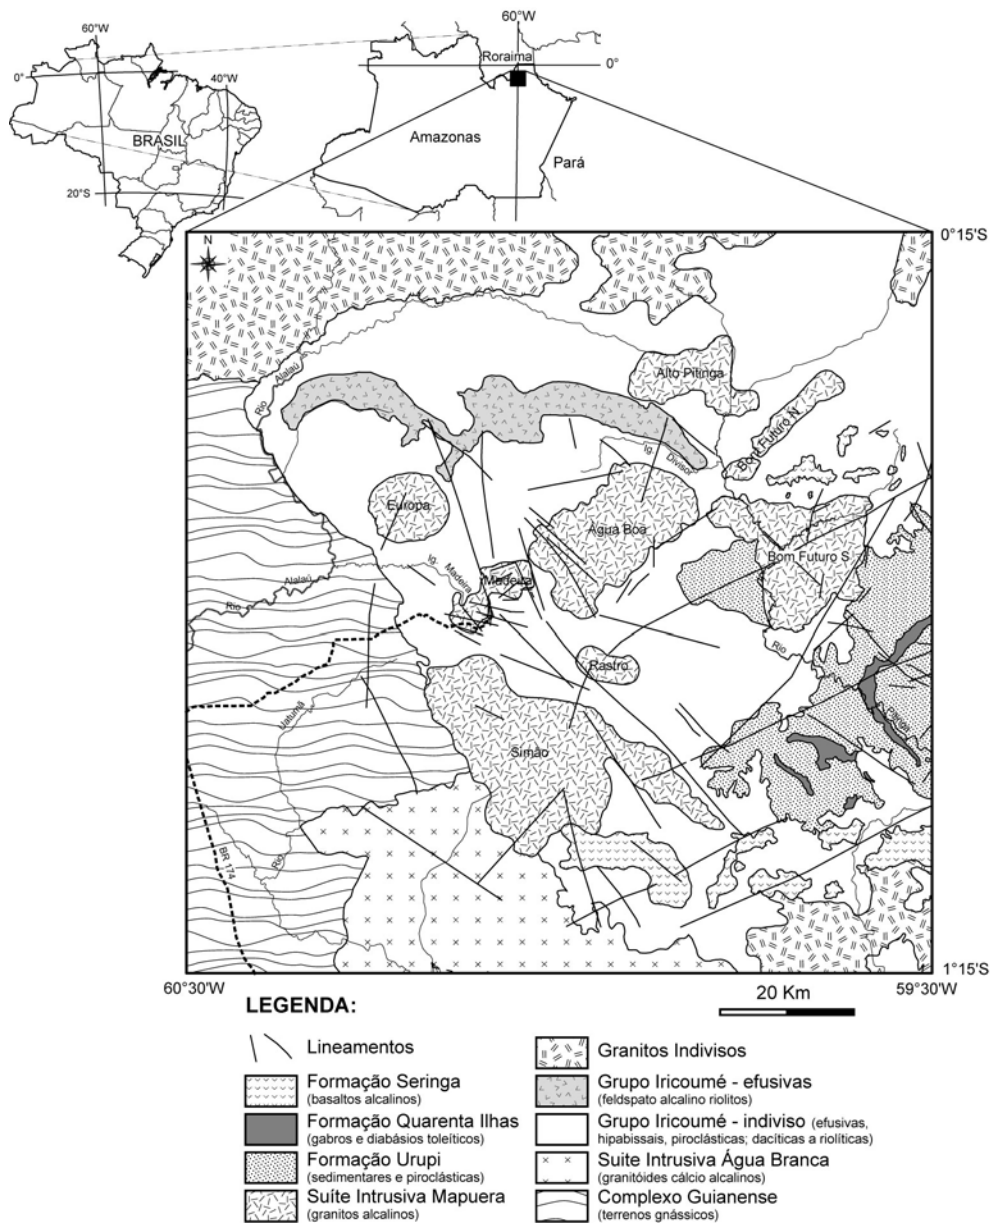 60°W
60°W
Roraima
0°
0°
40°W
BRASIL
Amazonas
Pará
20°S
0°15'S
N
Rio Alalaú
Alto Pitinga
Bom Futuro N
Ig. Divisor
Europa
Água Boa
Bom Futuro S
Ig. Madeira
Madeira
Rio Alalaú
Rio
Rastro
Uatumã
Simão
BR 174
Rio
1°15'S
60°30'W
59°30'W
20 Km
LEGENDA:
Lineamentos
Formação Seringa
(basaltos alcalinos)
Formação Quarenta Ilhas
(gabros e diabásios toleíticos)
Formação Urupi
(sedimentares e piroclásticas)
Suíte Intrusiva Mapuera
(granitos alcalinos)
Granitos Indivisos
Grupo Iricoumé - efusivas
(feldspato alcalino riolitos)
Grupo Iricoumé - indiviso (efusivas,
hipabissais, piroclásticas; dacíticas a riolíticas)
Suite Intrusiva Água Branca
(granitóides cálcio alcalinos)
Complexo Guianense
(terrenos gnássicos)